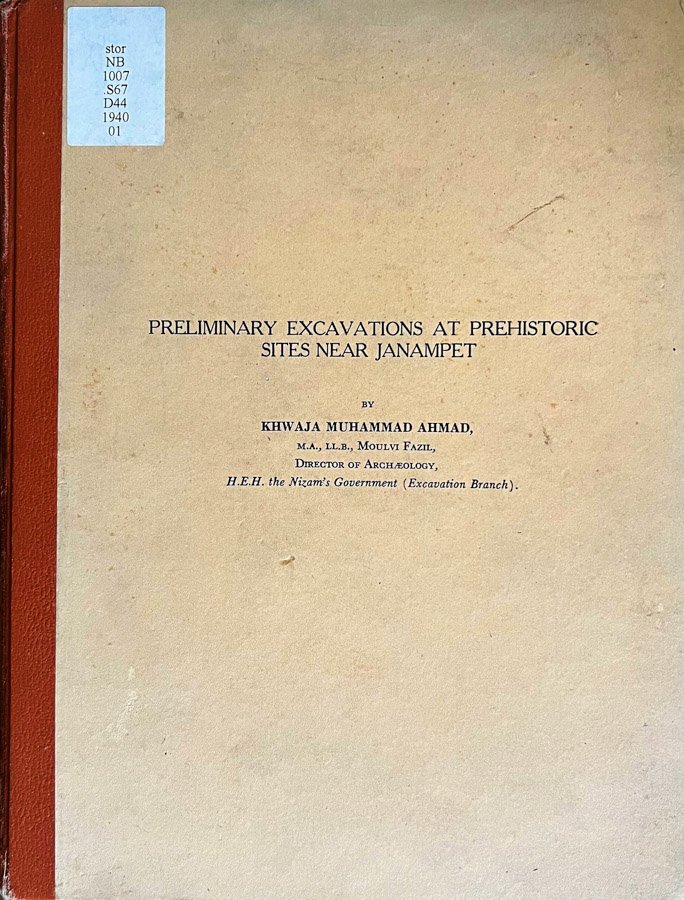 stor
NB
1007
.S67
D44
1940
01
PRELIMINARY EXCAVATIONS AT PREHISTORIC
SITES NEAR JANAMPET
BY
KHWAJA MUHAMMAD AHMAD,
M.A., LL.B., MOULVI FAZIL,
DIRECTOR OF ARCHÆOLOGY,
H.E.H. the Nizam's Government (Excavation Branch).